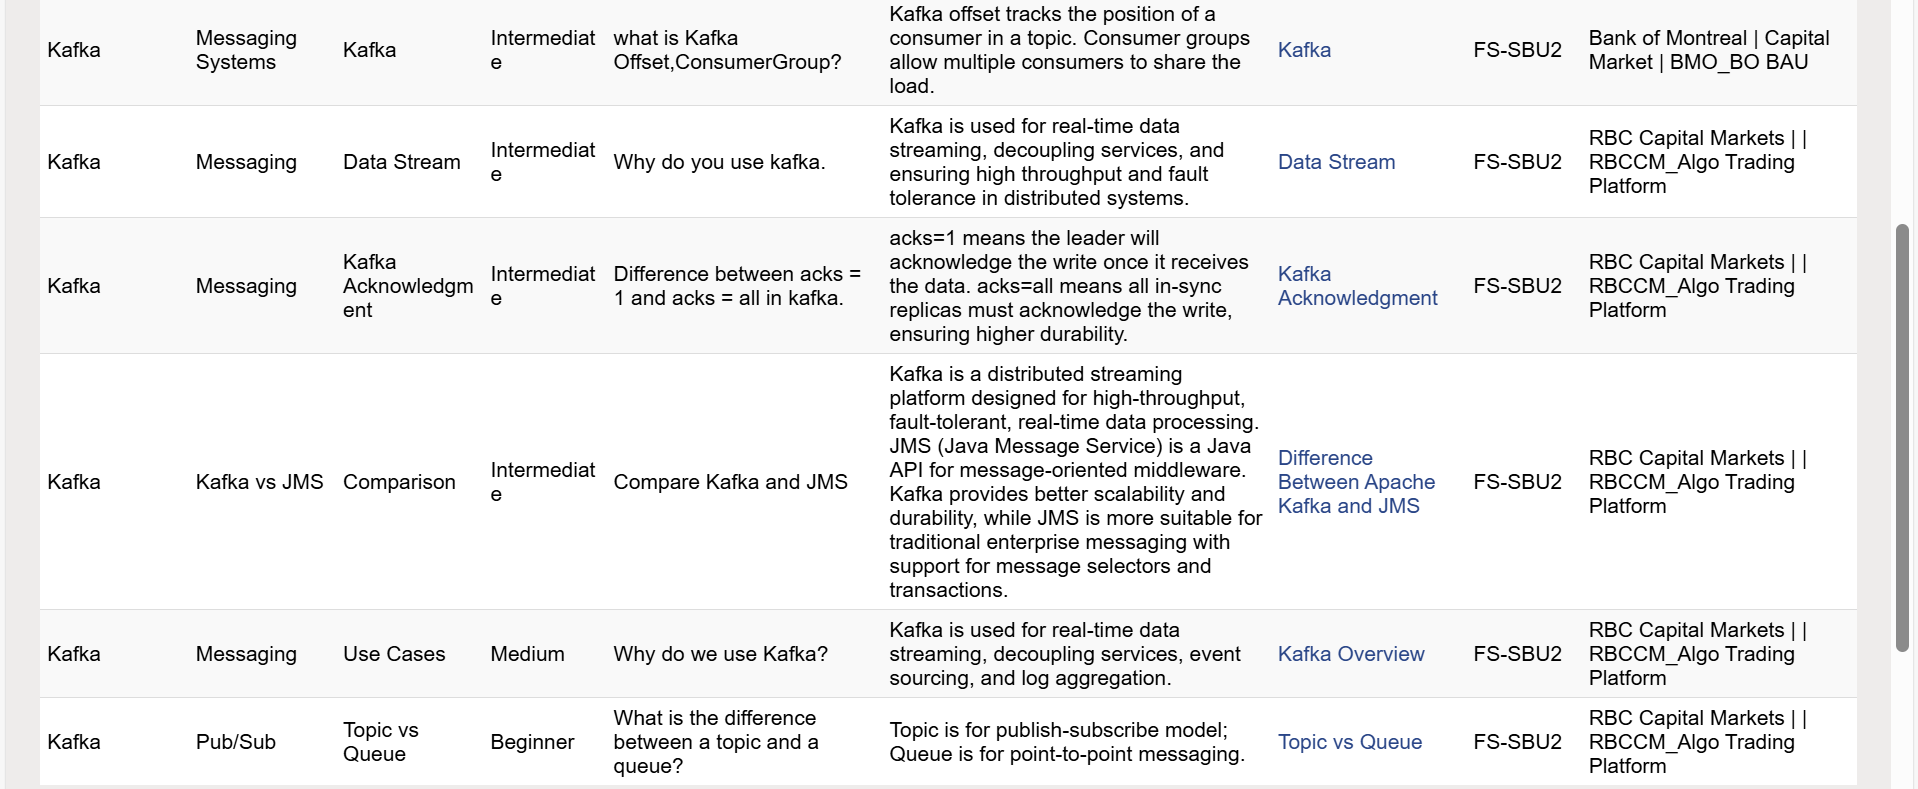 Kafka
Messaging
Systems
Kafka
Intermediat
e
what is Kafka
Offset,ConsumerGroup?
Kafka offset tracks the position of a
consumer in a topic. Consumer groups
allow multiple consumers to share the
load.
Kafka
FS-SBU2
Bank of Montreal | Capital
Market | BMO_BO BAU
Kafka
Messaging
Data Stream
Intermediat
e
Why do you use kafka.
Kafka is used for real-time data
streaming, decoupling services, and
ensuring high throughput and fault
tolerance in distributed systems.
Data Stream
FS-SBU2
RBC Capital Markets | |
RBCCM_Algo Trading
Platform
Kafka
Messaging
Kafka
Acknowledgm
ent
Intermediat
e
Difference between acks =
1 and acks = all in kafka.
acks=1 means the leader will
acknowledge the write once it receives
the data. acks=all means all in-sync
replicas must acknowledge the write,
ensuring higher durability.
Kafka
Acknowledgment
FS-SBU2
RBC Capital Markets | |
RBCCM_Algo Trading
Platform
Kafka
Kafka vs JMS
Comparison
Intermediat
e
Compare Kafka and JMS
Kafka is a distributed streaming
platform designed for high-throughput,
fault-tolerant, real-time data processing.
JMS (Java Message Service) is a Java
API for message-oriented middleware.
Kafka provides better scalability and
durability, while JMS is more suitable for
traditional enterprise messaging with
support for message selectors and
transactions.
Difference
Between Apache
Kafka and JMS
FS-SBU2
RBC Capital Markets | |
RBCCM_Algo Trading
Platform
Kafka
Messaging
Use Cases
Medium
Why do we use Kafka?
Kafka is used for real-time data
streaming, decoupling services, event
sourcing, and log aggregation.
Kafka Overview
FS-SBU2
RBC Capital Markets | |
RBCCM_Algo Trading
Platform
Kafka
Pub/Sub
Topic vs
Queue
Beginner
What is the difference
between a topic and a
queue?
Topic is for publish-subscribe model;
Queue is for point-to-point messaging.
Topic vs Queue
FS-SBU2
RBC Capital Markets | |
RBCCM_Algo Trading
Platform